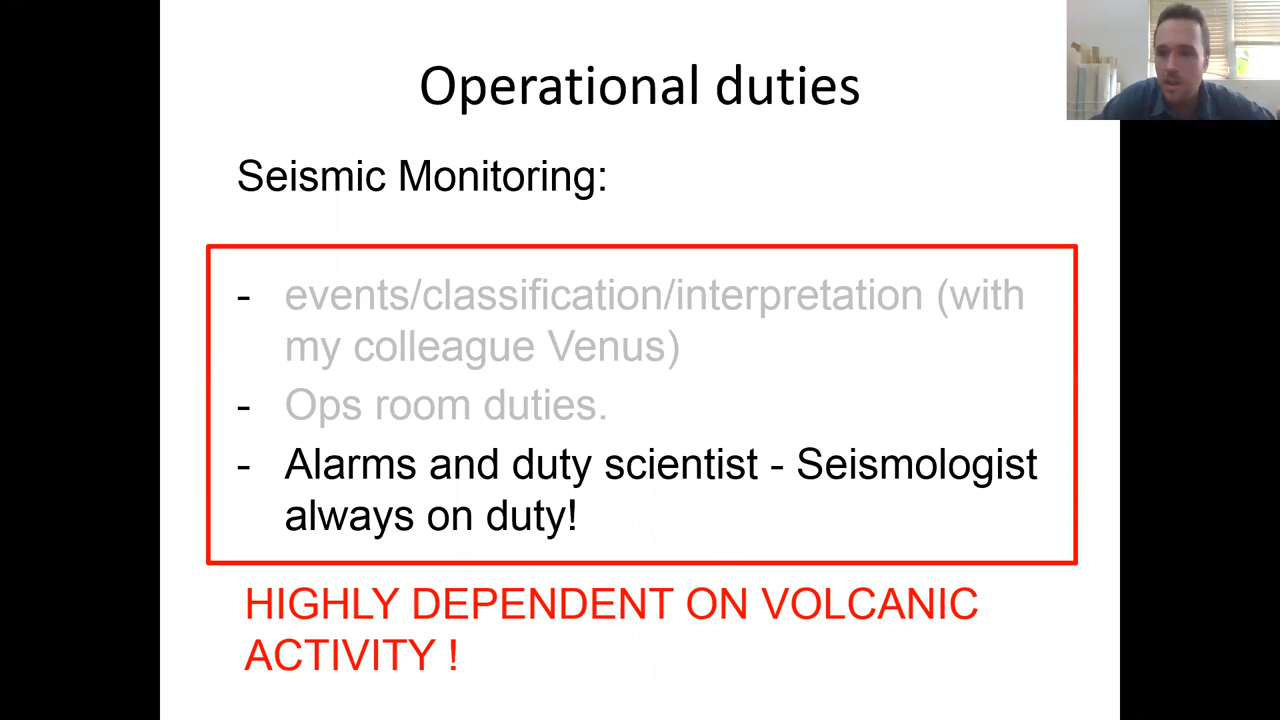 Operational duties
Seismic Monitoring:
- events/classification/interpretation (with
my colleague Venus)
- Ops room duties.
- Alarms and duty scientist - Seismologist
always on duty!
HIGHLY DEPENDENT ON VOLCANIC
ACTIVITY !